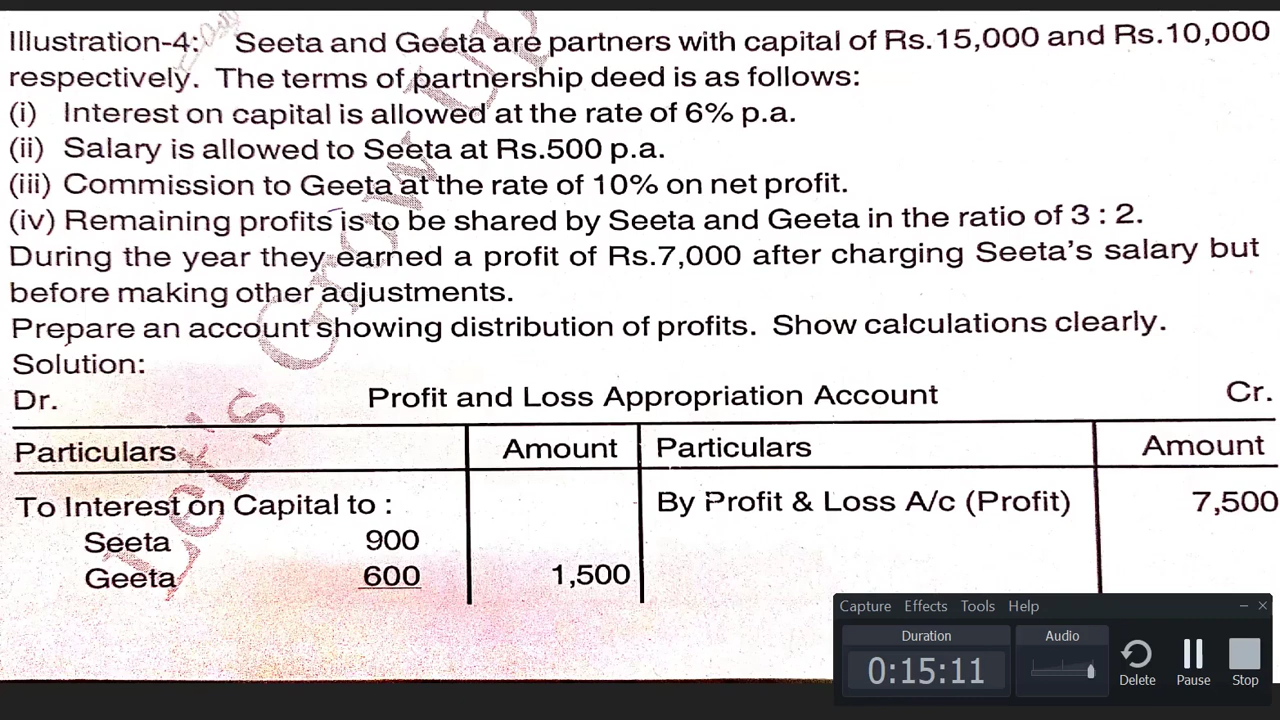 Illustration-4: Seeta and Geeta are partners with capital of Rs.15,000 and Rs.10,000
respectively. The terms of partnership deed is as follows:
(i) Interest on capital is allowed at the rate of 6% p.a.
(ii) Salary is allowed to Seeta at Rs.500 p.a.
(iii) Commission to Geeta at the rate of 10% on net profit.
(iv) Remaining profits is to be shared by Seeta and Geeta in the ratio of 3 : 2.
During the year they earned a profit of Rs.7,000 after charging Seeta's salary but
before making other adjustments.
Prepare an account showing distribution of profits. Show calculations clearly.
Solution:
Dr. Profit and Loss Appropriation Account Cr.
Particulars Amount Particulars Amount
To Interest on Capital to : By Profit & Loss A/c (Profit) 7,500
Seeta 900
Geeta 600 1,500
Let's Grow Up
Capture Effects Tools Help
Duration Audio
0:15:11
Delete Pause Stop